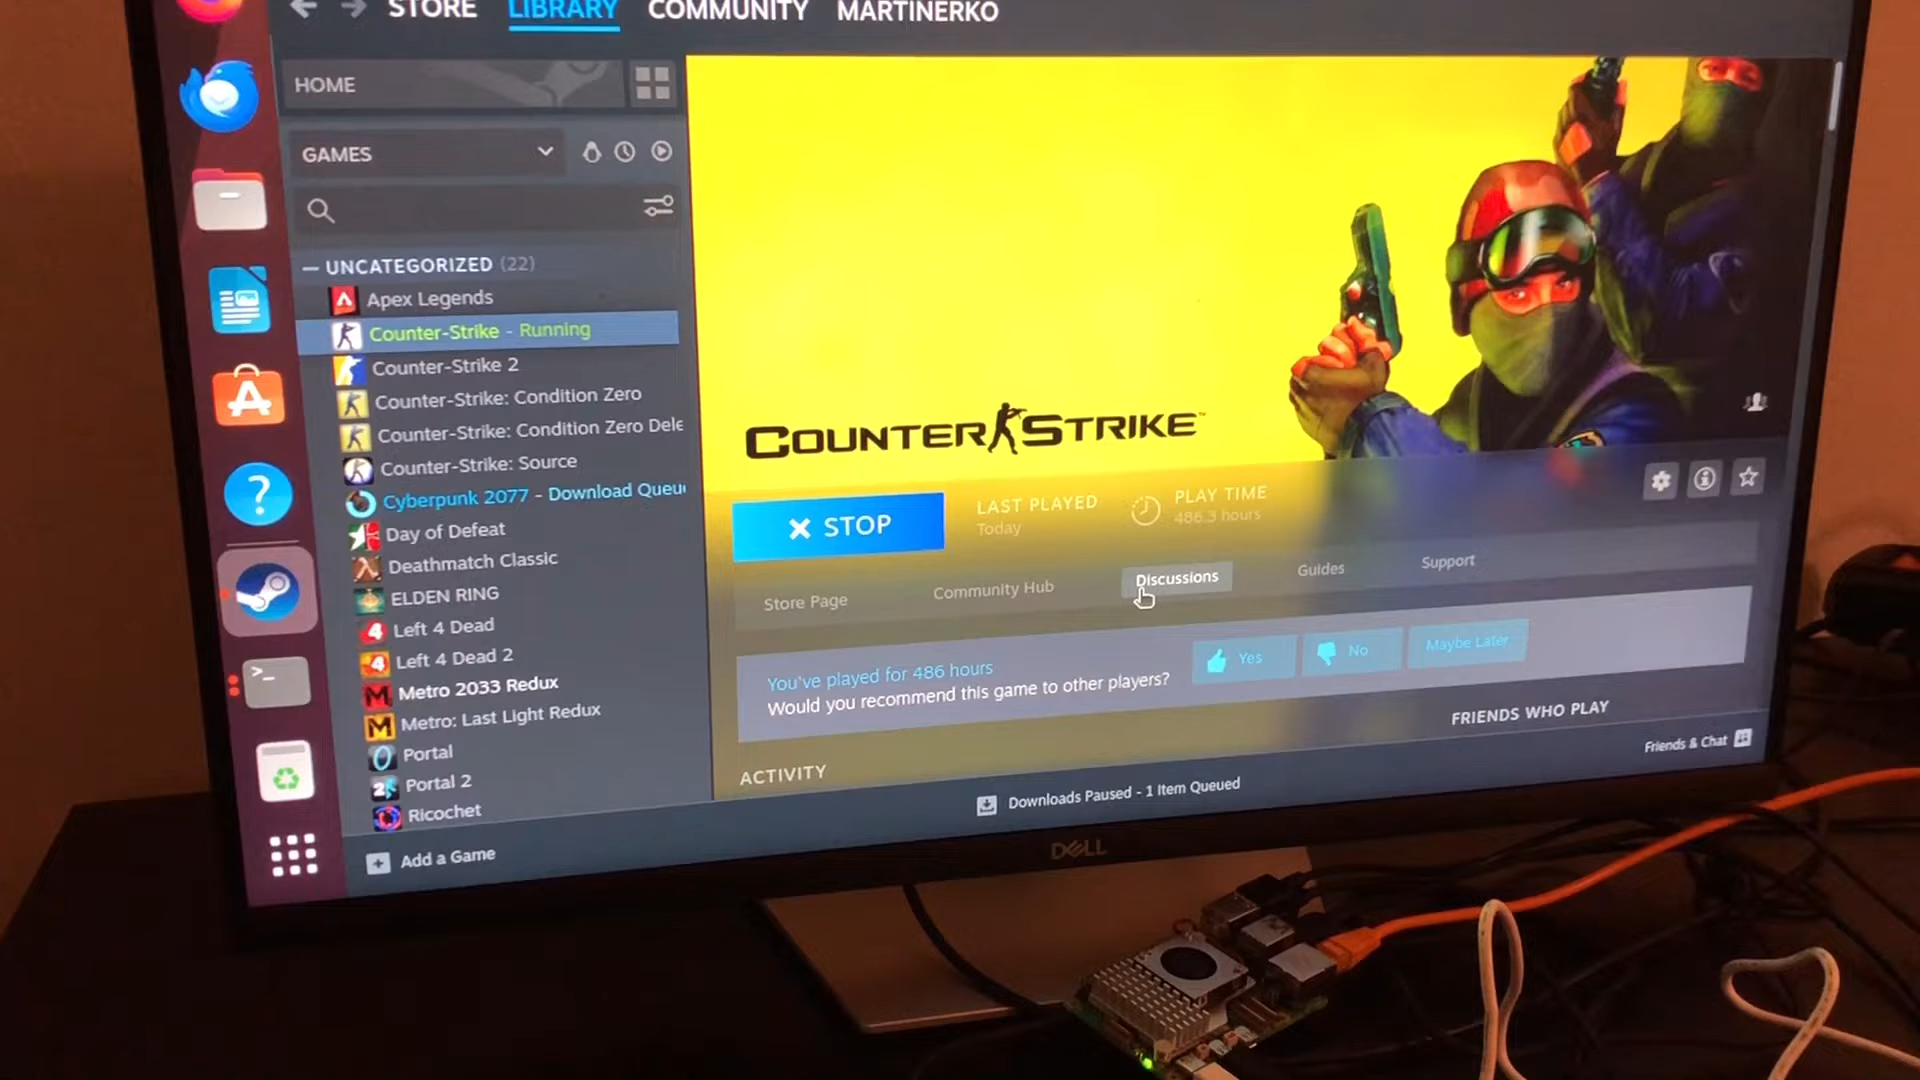 STORE LIBRARY COMMUNITY MARTINERKO
HOME
GAMES
— UNCATEGORIZED (22)
Apex Legends
Counter-Strike - Running
Counter-Strike 2
Counter-Strike: Condition Zero
Counter-Strike: Condition Zero Dele
Counter-Strike: Source
Cyberpunk 2077 - Download Queu
Day of Defeat
Deathmatch Classic
ELDEN RING
Left 4 Dead
Left 4 Dead 2
Metro 2033 Redux
Metro: Last Light Redux
Portal
Portal 2
Ricochet
Add a Game
COUNTER STRIKE™
STOP
LAST PLAYED
Today
PLAY TIME
486.3 hours
Store Page Community Hub Discussions Guides Support
You've played for 486 hours
Would you recommend this game to other players?
Yes No Maybe Later
FRIENDS WHO PLAY
ACTIVITY
Friends & Chat
Downloads Paused - 1 Item Queued
DELL